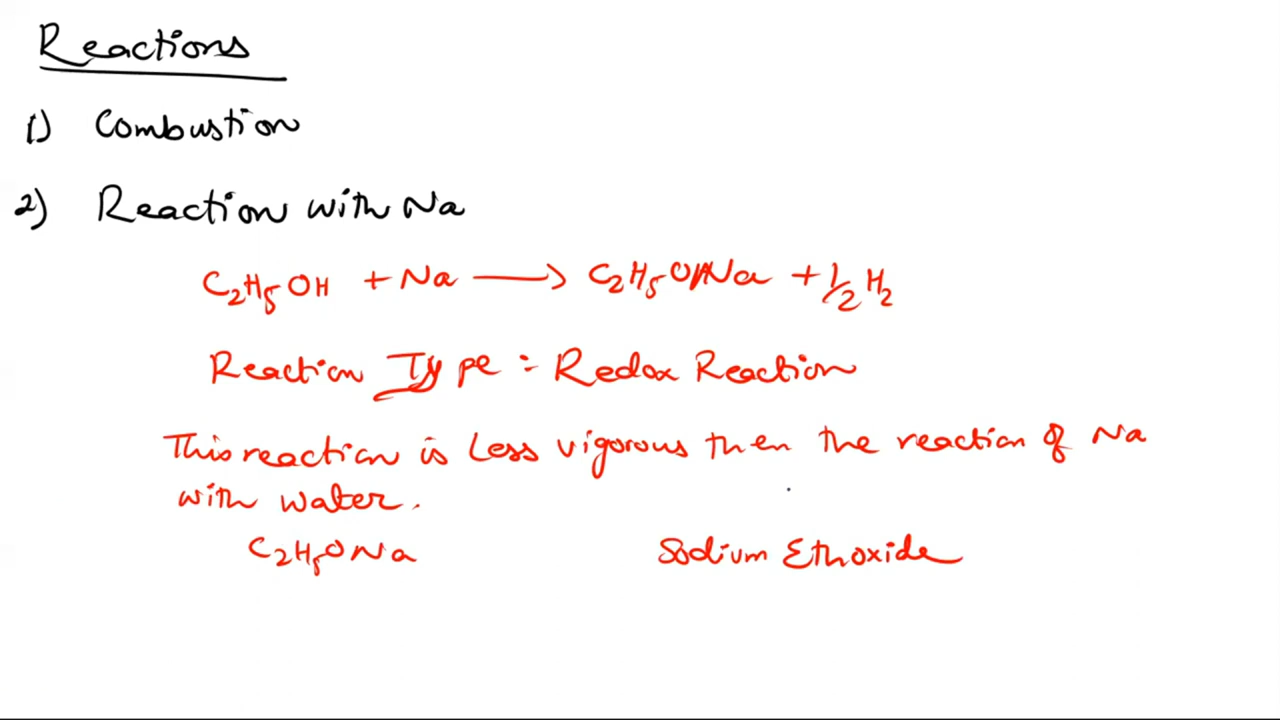 Reactions
1) Combustion
2) Reaction with Na
C₂H₅OH + Na ⟶ C₂H₅ONa + 1/2 H₂
Reaction Type : Redox Reaction
This reaction is Less vigorous then the reaction of Na
with water.
C₂H₅ONa Sodium Ethoxide